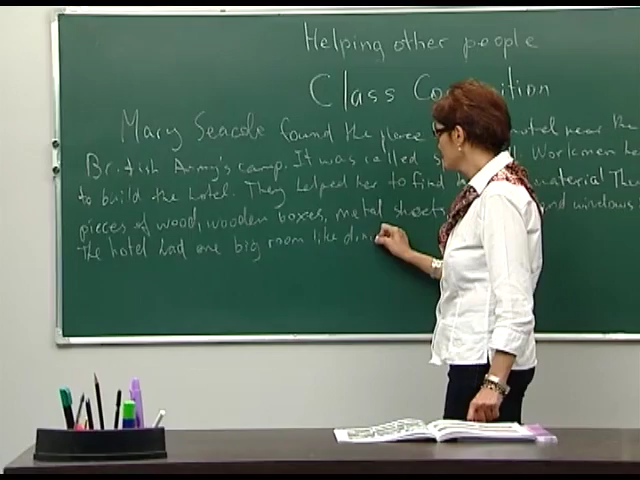 Helping other people
Class Co ition
Mary Seacole found the place hotel near the
British Army's camp. It was called s Workmen he
to build the hotel. They helped her to find material The
pieces of wood, wooden boxes, metal sheets, and windows
The hotel had one big room like din